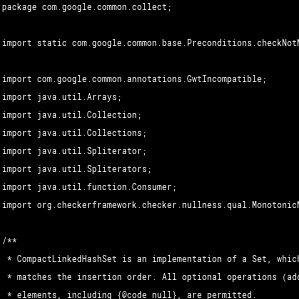 package com.google.common.collect;
import static com.google.common.base.Preconditions.checkNotN
import com.google.common.annotations.GwtIncompatible;
import java.util.Arrays;
import java.util.Collection;
import java.util.Collections;
import java.util.Spliterator;
import java.util.Spliterators;
import java.util.function.Consumer;
import org.checkerframework.checker.nullness.qual.MonotonicN
/**
* CompactLinkedHashSet is an implementation of a Set, which
* matches the insertion order. All optional operations (add
* elements, including {@code null}, are permitted.